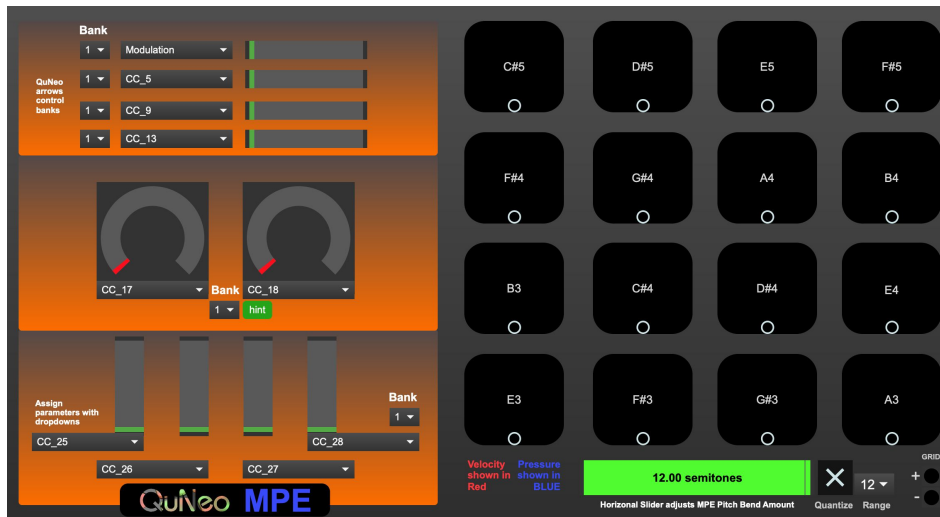 Bank
1 Modulation
QuNeo
arrows
control
banks
1 CC_5
1 CC_9
1 CC_13
CC_17
Bank
CC_18
1
hint
Assign
parameters with
dropdowns
Bank
1
CC_25
CC_28
CC_26
CC_27
QuNeo MPE
C#5 D#5 E5 F#5
F#4 G#4 A4 B4
B3 C#4 D#4 E4
E3 F#3 G#3 A3
Velocity
shown in
Red
Pressure
shown in
BLUE
12.00 semitones
Horizonal Slider adjusts MPE Pitch Bend Amount
Quantize
12
Range
GRID
+
-